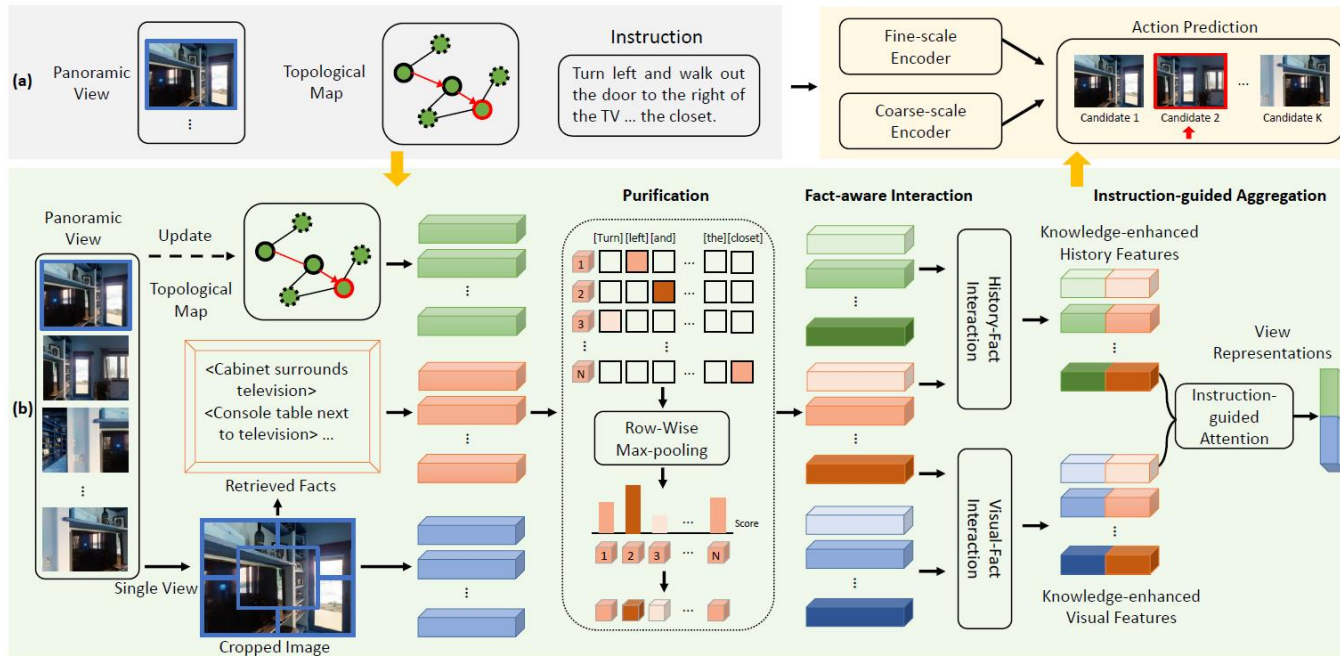 (a)
Panoramic
View
⋮
Topological
Map
Instruction
Turn left and walk out
the door to the right of
the TV ... the closet.
Fine-scale
Encoder
Coarse-scale
Encoder
Action Prediction
...
Candidate 1
Candidate 2
Candidate K
(b)
Panoramic
View
⋮
Update
Topological
Map
<Cabinet surrounds
television>
<Console table next
to television> ...
Retrieved Facts
Single View
Cropped Image
⋮
⋮
⋮
Purification
[Turn] [left] [and] [the] [closet]
1 ...
2 ...
3 ...
⋮ ⋮
N ...
Row-Wise
Max-pooling
... Score
1 2 3 ... N
...
Fact-aware Interaction
⋮
⋮
⋮
History-Fact
Interaction
Visual-Fact
Interaction
Instruction-guided Aggregation
Knowledge-enhanced
History Features
⋮
View
Representations
Instruction-
guided
Attention
⋮
Knowledge-enhanced
Visual Features